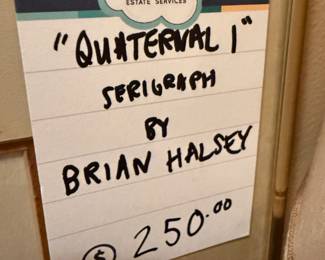 ESTATE SERVICES
"QUATERNAL I"
SERIGRAPH
BY
BRIAN HALSEY
$ 250.00